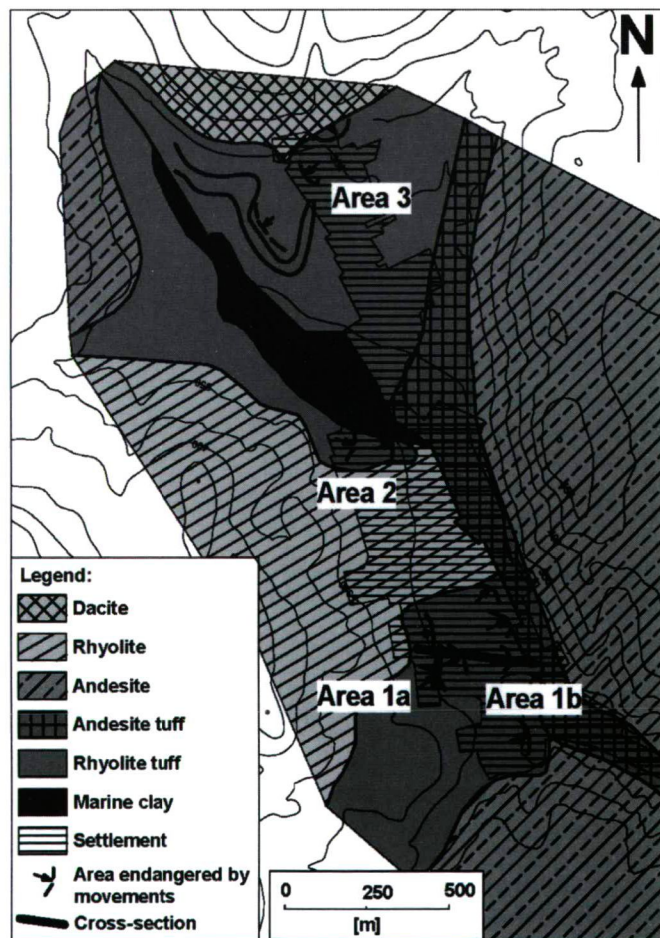 N
Area 3
Area 2
Area 1a
Area 1b
Legend:
Dacite
Rhyolite
Andesite
Andesite tuff
Rhyolite tuff
Marine clay
Settlement
Area endangered by
movements
Cross-section
0 250 500
[m]